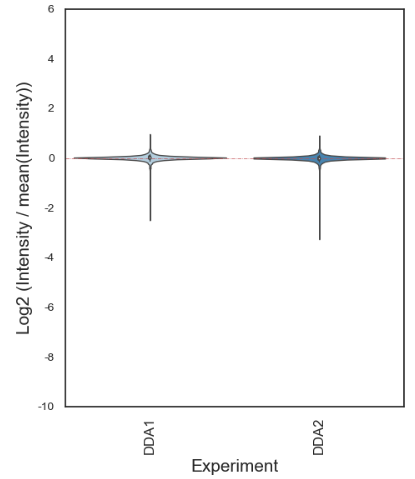 Log2 (Intensity / mean(Intensity))
6
4
2
0
-2
-4
-6
-8
-10
DDA1
DDA2
Experiment